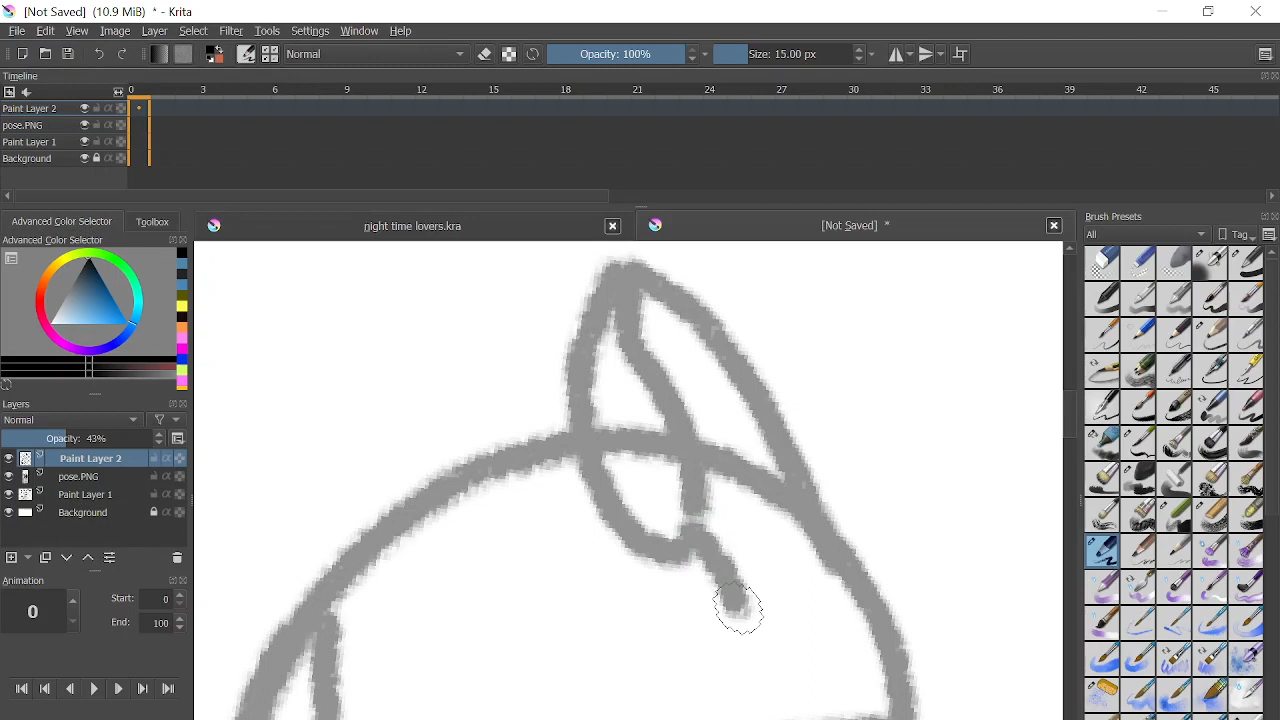 [Not Saved] (10.9 MiB) * - Krita
File Edit View Image Layer Select Filter Tools Settings Window Help
Normal Opacity: 100% Size: 15.00 px
Timeline
0 3 6 9 12 15 18 21 24 27 30 33 36 39 42 45
Paint Layer 2
pose.PNG
Paint Layer 1
Background
Advanced Color Selector Toolbox
night time lovers.kra
[Not Saved] *
Advanced Color Selector
Brush Presets
All Tag
Layers
Normal
Opacity: 43%
Paint Layer 2
pose.PNG
Paint Layer 1
Background
Animation
0
Start: 0
End: 100